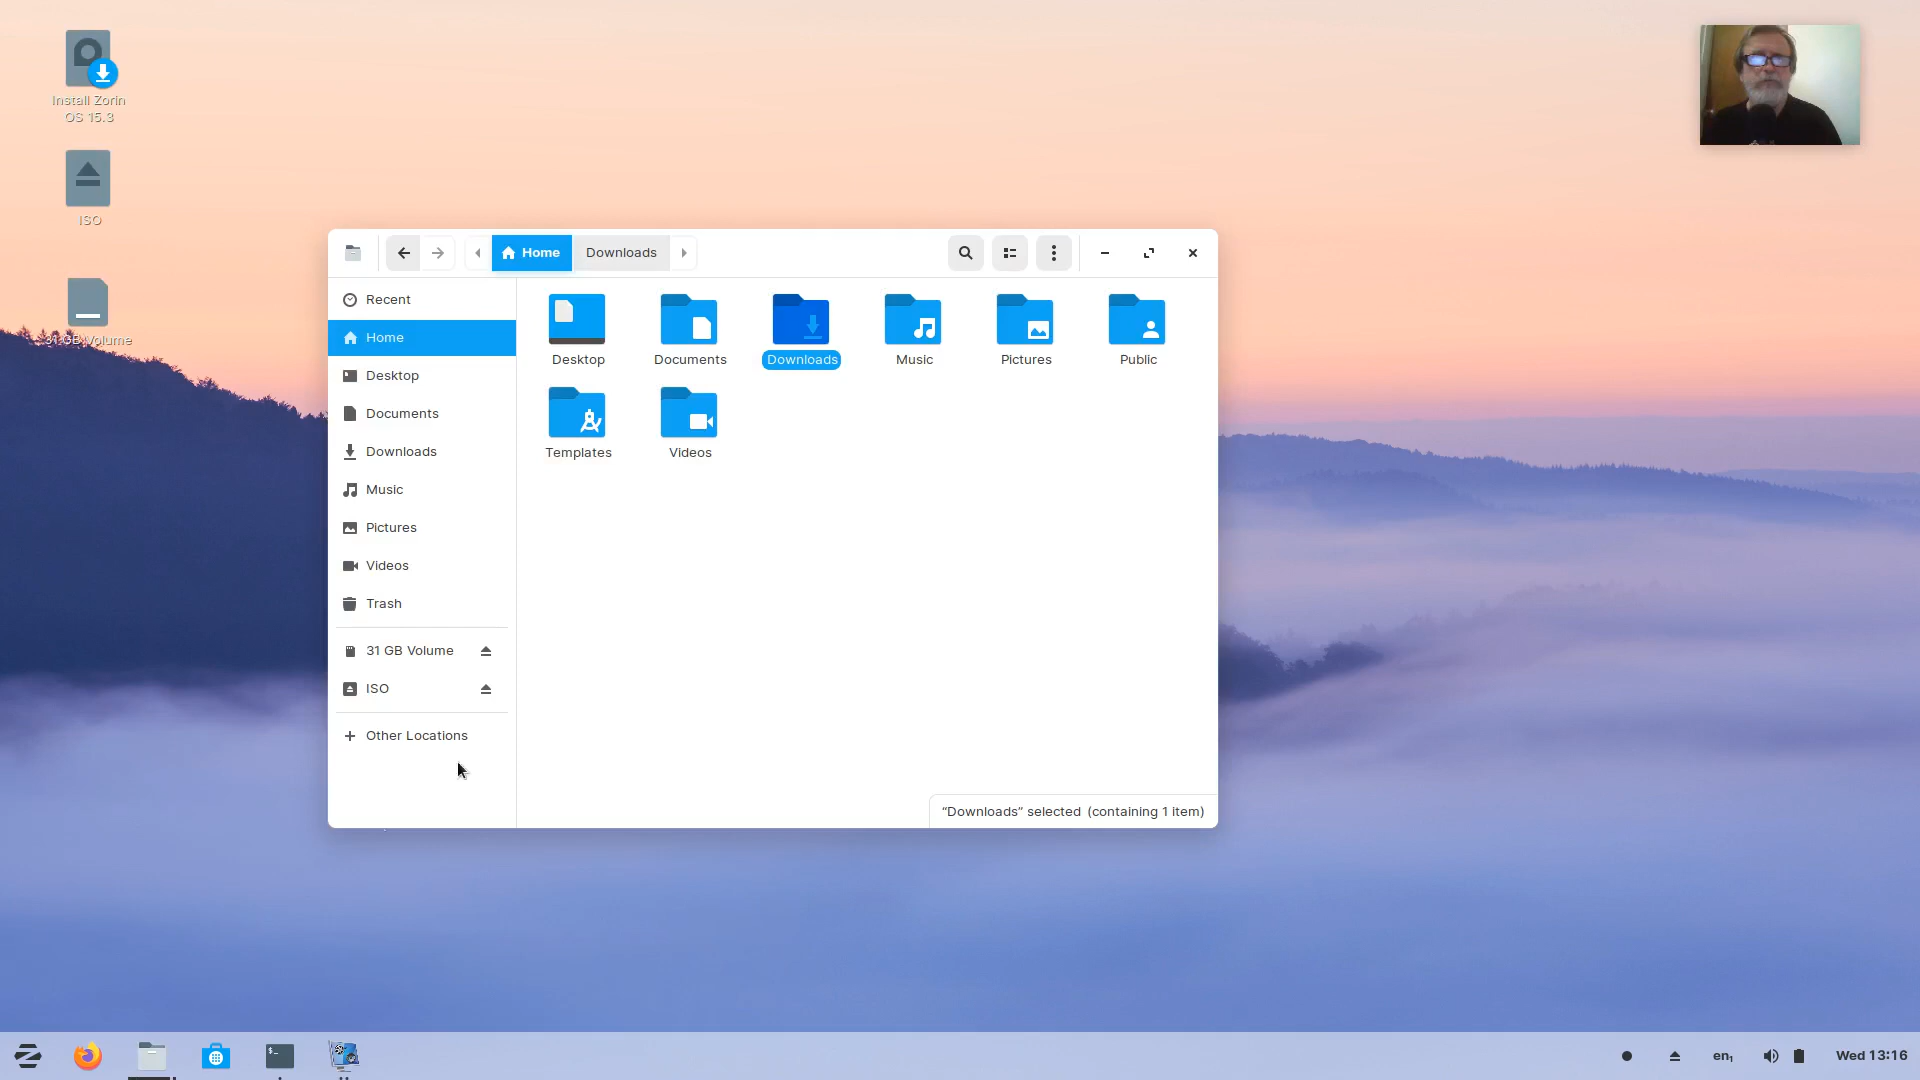 Install Zorin
OS 15.3
ISO
31 GB Volume
Home
Downloads
Recent
Home
Desktop
Documents
Downloads
Music
Pictures
Videos
Trash
31 GB Volume
ISO
Other Locations
Desktop
Documents
Downloads
Music
Pictures
Public
Templates
Videos
“Downloads” selected (containing 1 item)
en₁
Wed 13:16